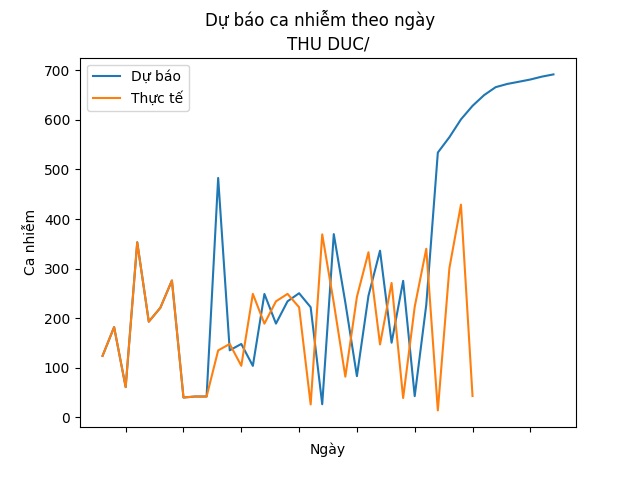 Dự báo ca nhiễm theo ngày
THU DUC/
Dự báo
Thực tế
700
600
500
400
300
200
100
0
Ca nhiễm
Ngày